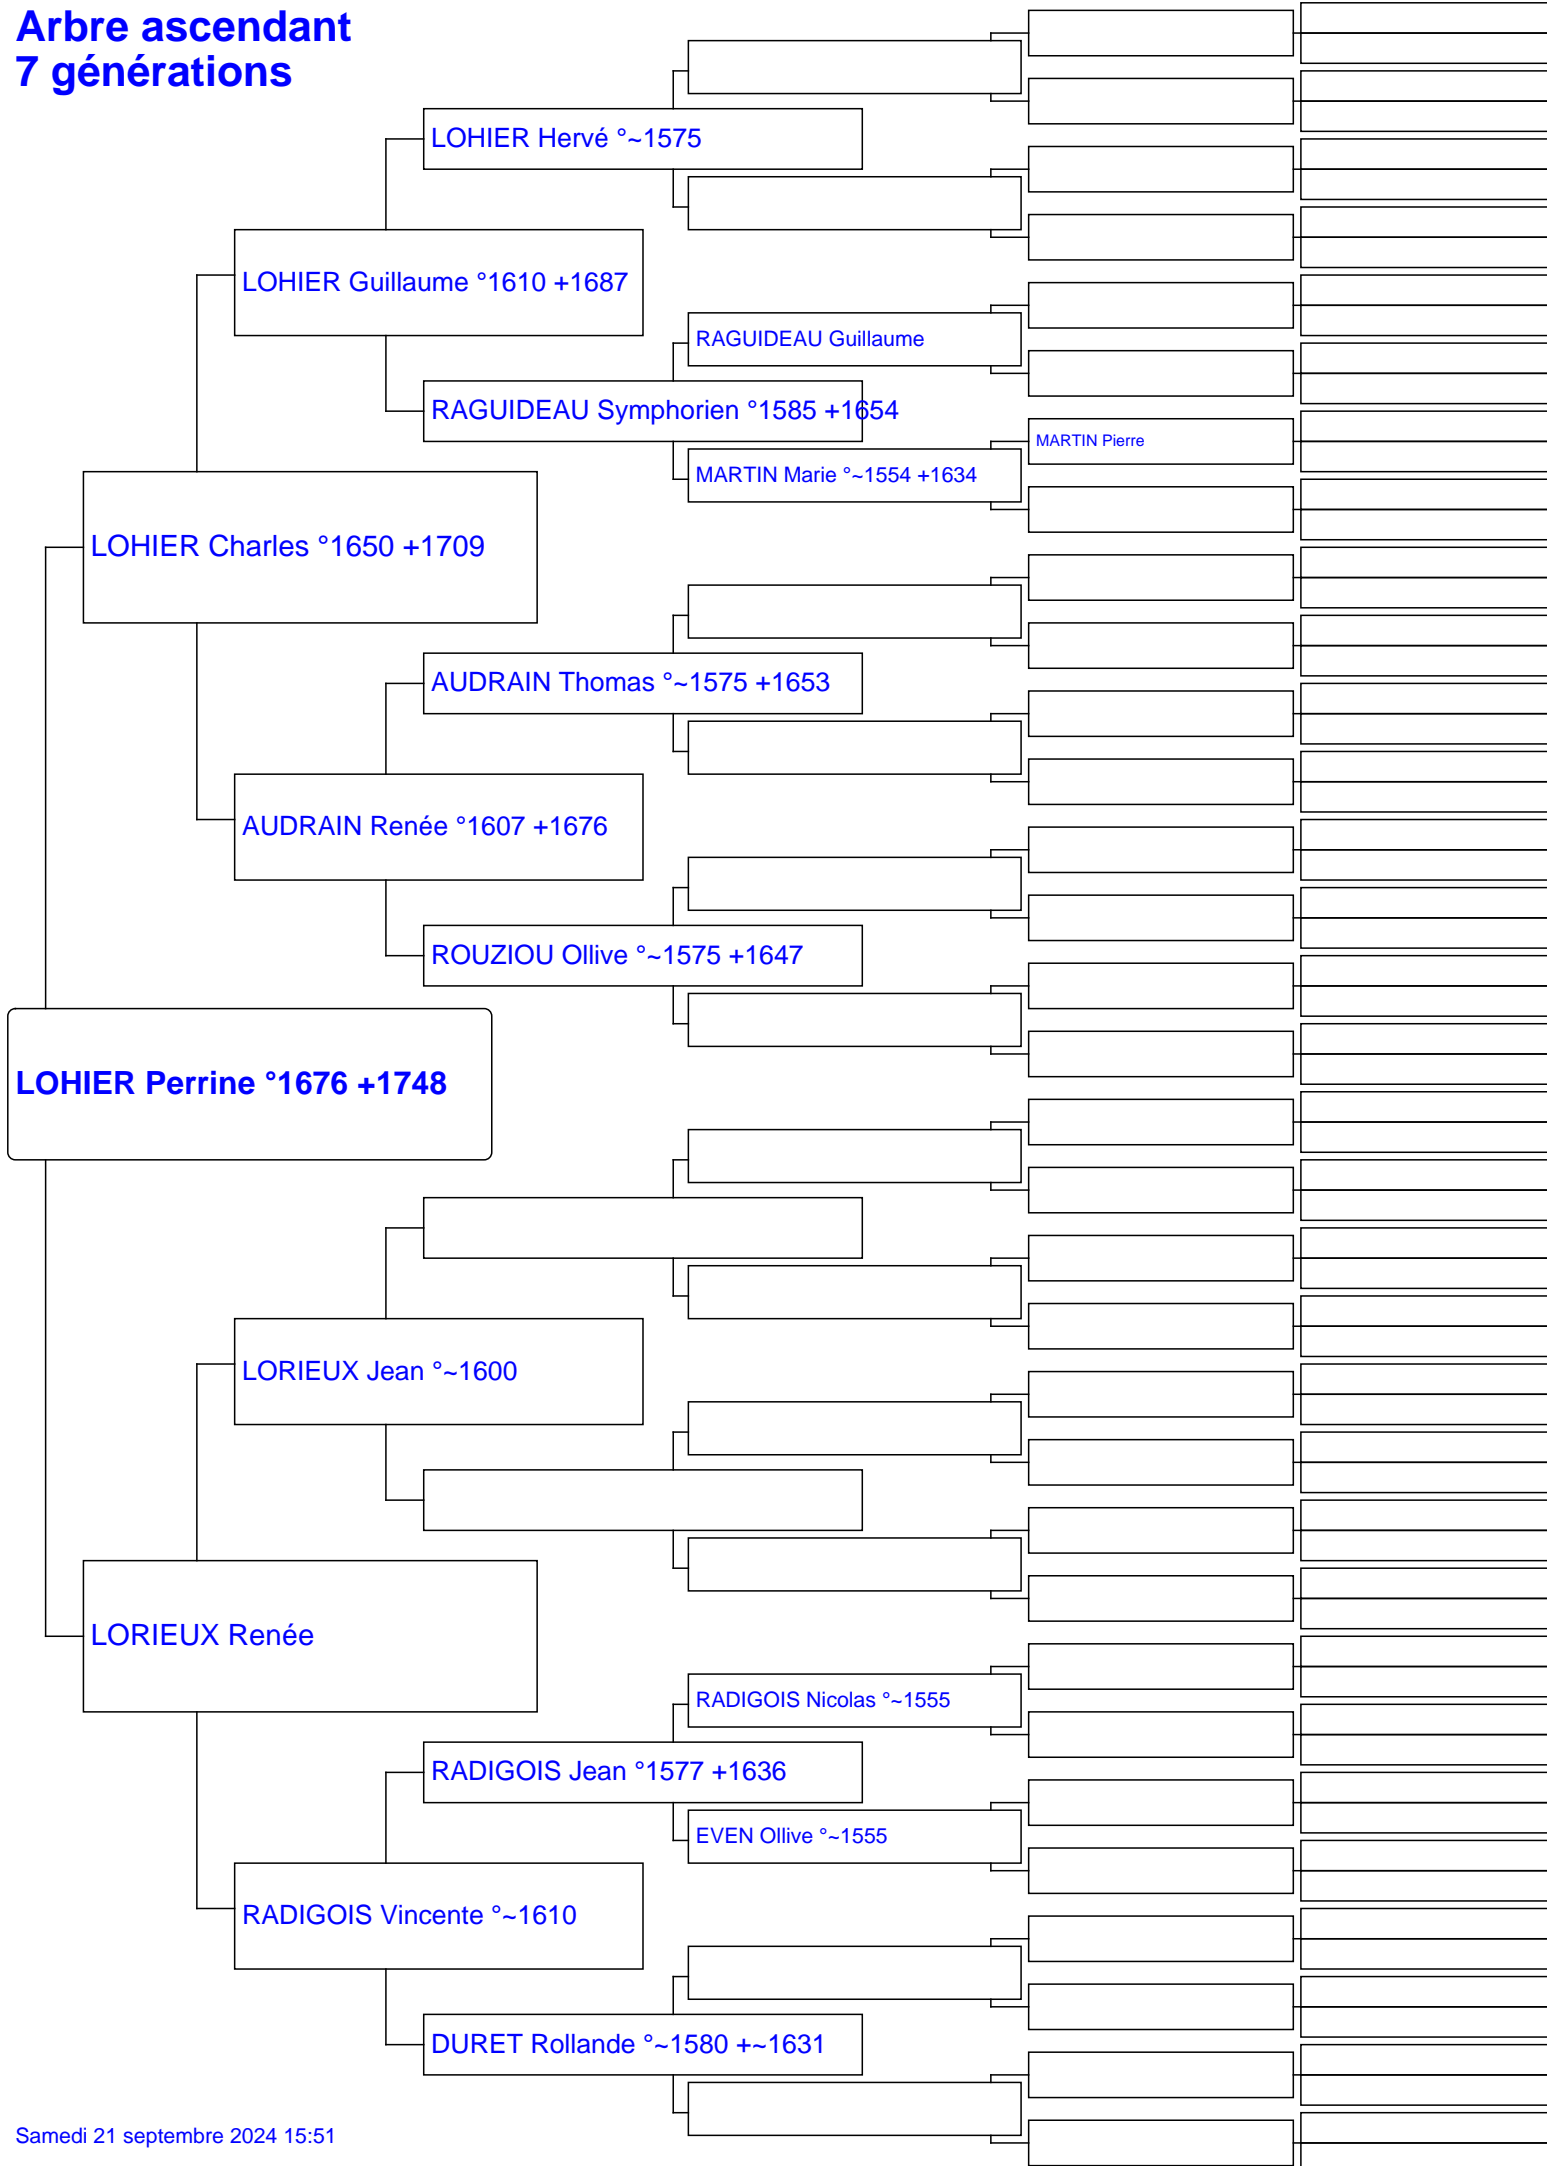 Arbre ascendant
7 générations
LOHIER Hervé °~1575
LOHIER Guillaume °1610 +1687
RAGUIDEAU Guillaume
RAGUIDEAU Symphorien °1585 +1654
MARTIN Pierre
MARTIN Marie °~1554 +1634
LOHIER Charles °1650 +1709
AUDRAIN Thomas °~1575 +1653
AUDRAIN Renée °1607 +1676
ROUZIOU Ollive °~1575 +1647
LOHIER Perrine °1676 +1748
LORIEUX Jean °~1600
LORIEUX Renée
RADIGOIS Nicolas °~1555
RADIGOIS Jean °1577 +1636
EVEN Ollive °~1555
RADIGOIS Vincente °~1610
DURET Rollande °~1580 +~1631
Samedi 21 septembre 2024 15:51